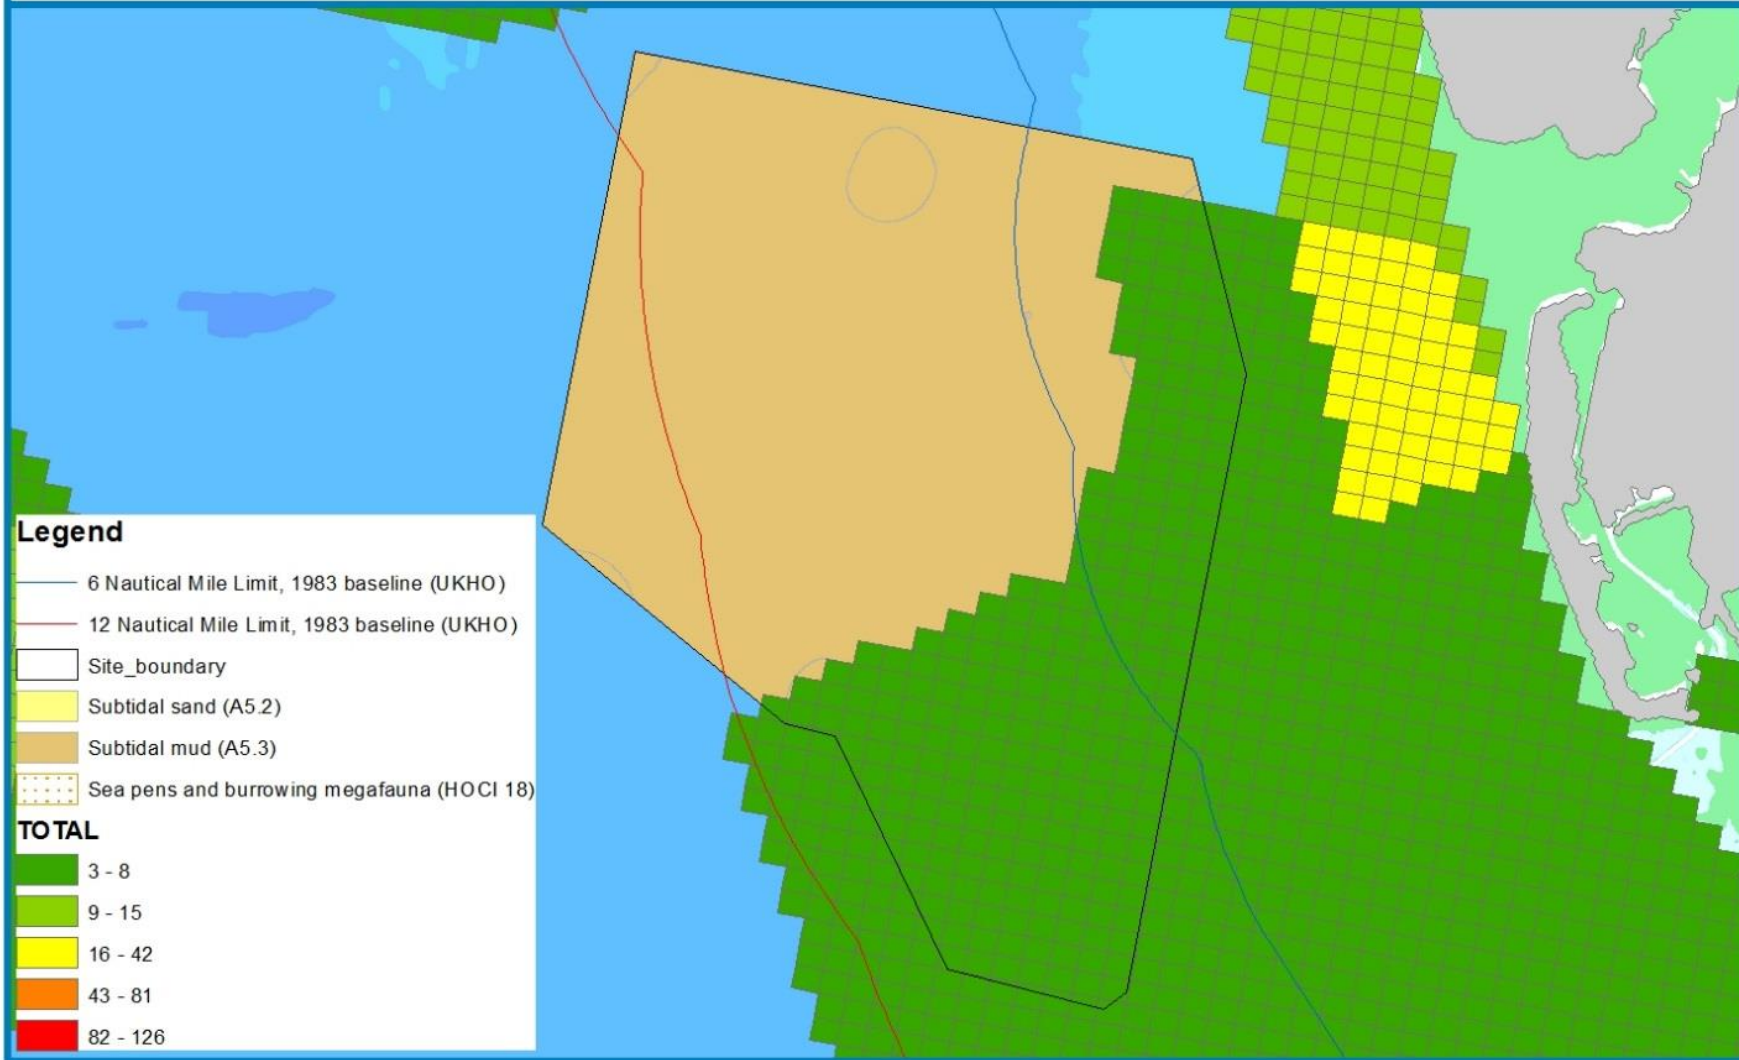 Legend
6 Nautical Mile Limit, 1983 baseline (UKHO)
12 Nautical Mile Limit, 1983 baseline (UKHO)
Site_boundary
Subtidal sand (A5.2)
Subtidal mud (A5.3)
Sea pens and burrowing megafauna (HOCI 18)
TOTAL
3 - 8
9 - 15
16 - 42
43 - 81
82 - 126